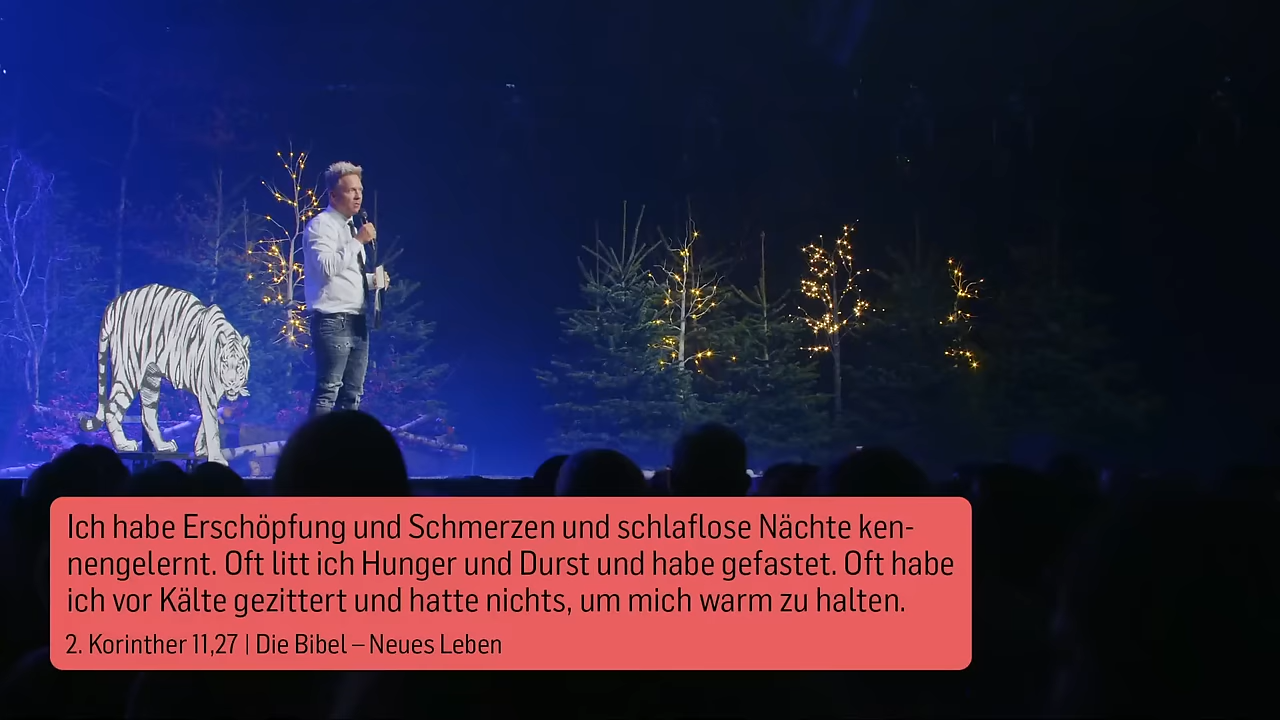 Ich habe Erschöpfung und Schmerzen und schlaflose Nächte ken-
nengelernt. Oft litt ich Hunger und Durst und habe gefastet. Oft habe
ich vor Kälte gezittert und hatte nichts, um mich warm zu halten.
2. Korinther 11,27 | Die Bibel – Neues Leben